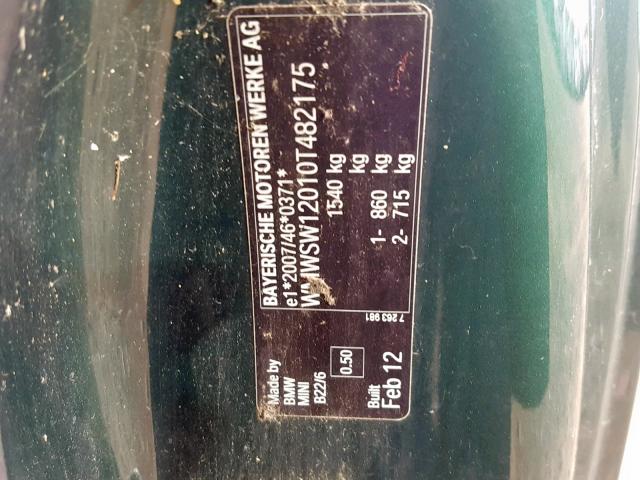 BAYERISCHE MOTOREN WERKE AG
e1*2007/46*0371*
WMWSW12010T482175
1540 kg
kg
1- 860 kg
2- 715 kg
7 263 981
Made by
BMW
MINI
B22/6
0.50
Built
Feb 12